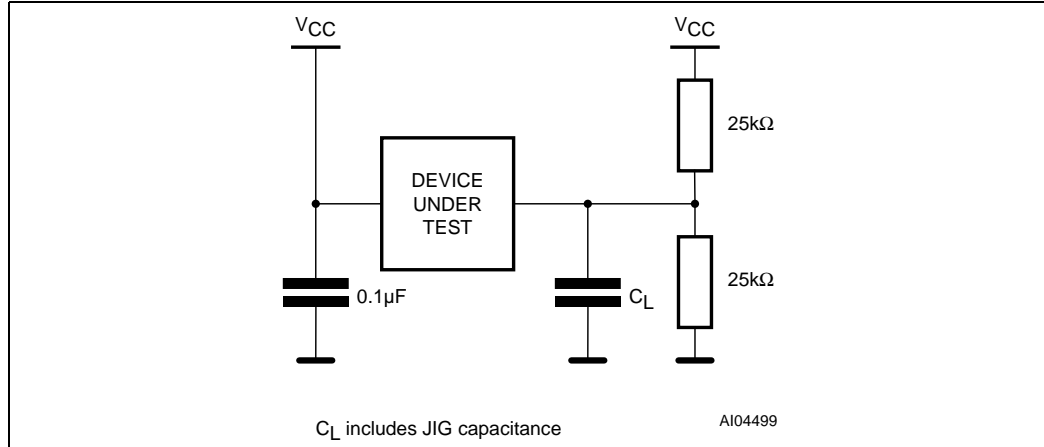 VCC
VCC
25kΩ
DEVICE
UNDER
TEST
0.1µF
CL
25kΩ
CL includes JIG capacitance
AI04499